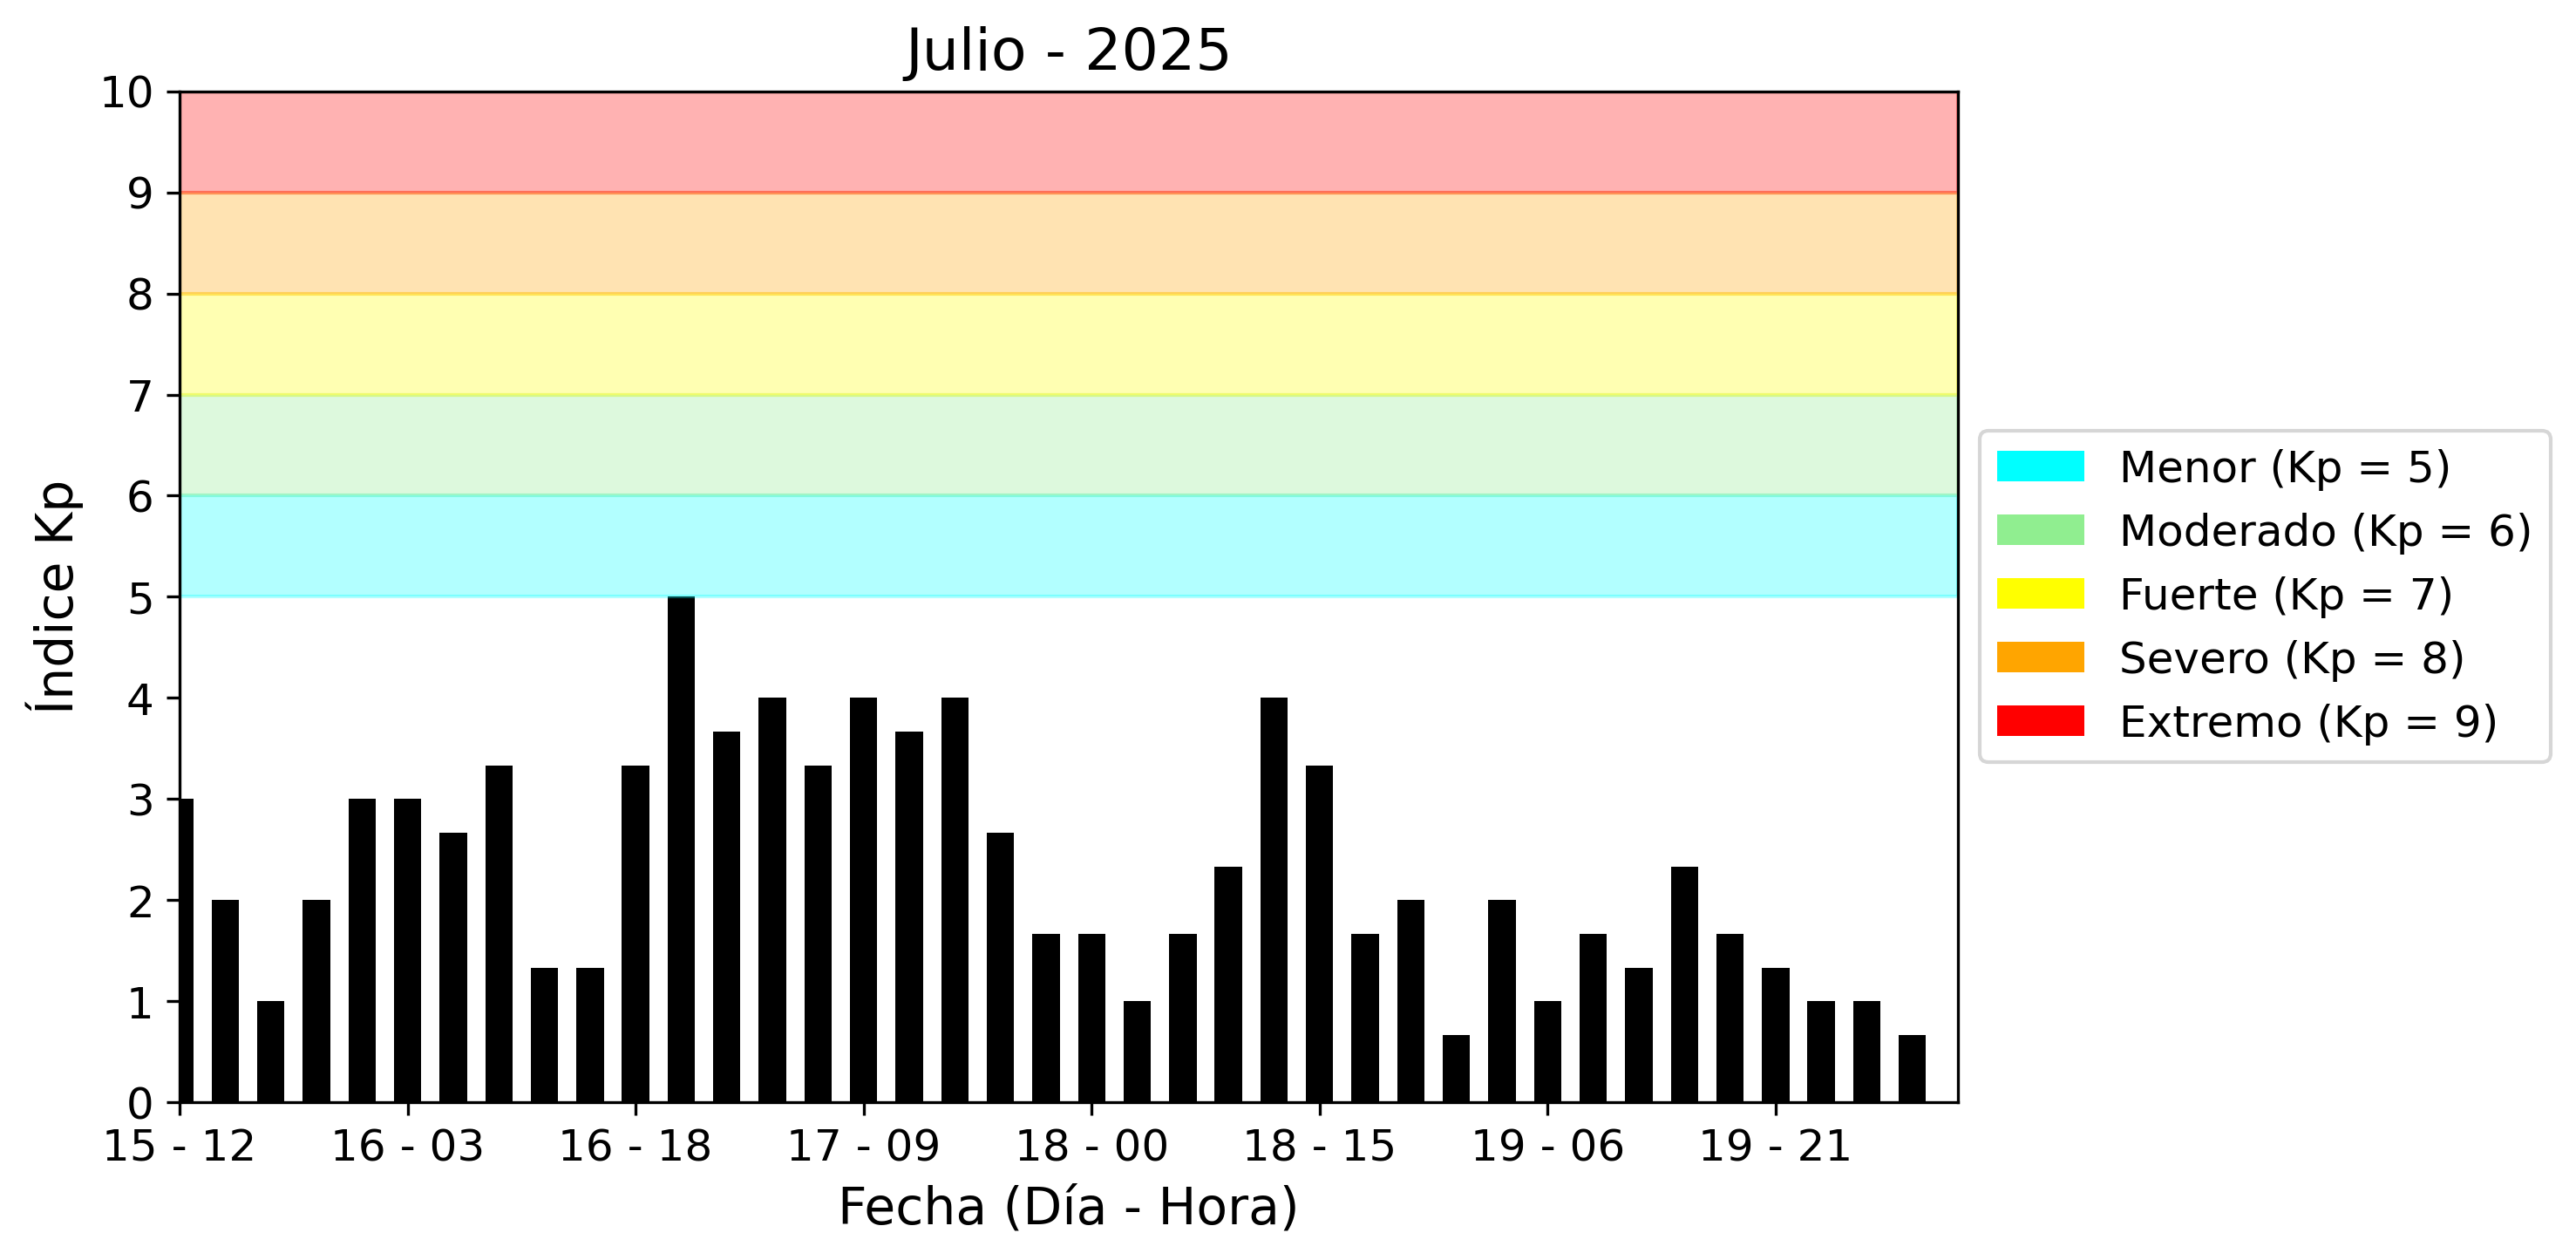 Julio - 2025
10
9
8
7
6
5
4
3
2
1
0
Índice Kp
15 - 12
16 - 03
16 - 18
17 - 09
18 - 00
18 - 15
19 - 06
19 - 21
Fecha (Día - Hora)
Menor (Kp = 5)
Moderado (Kp = 6)
Fuerte (Kp = 7)
Severo (Kp = 8)
Extremo (Kp = 9)